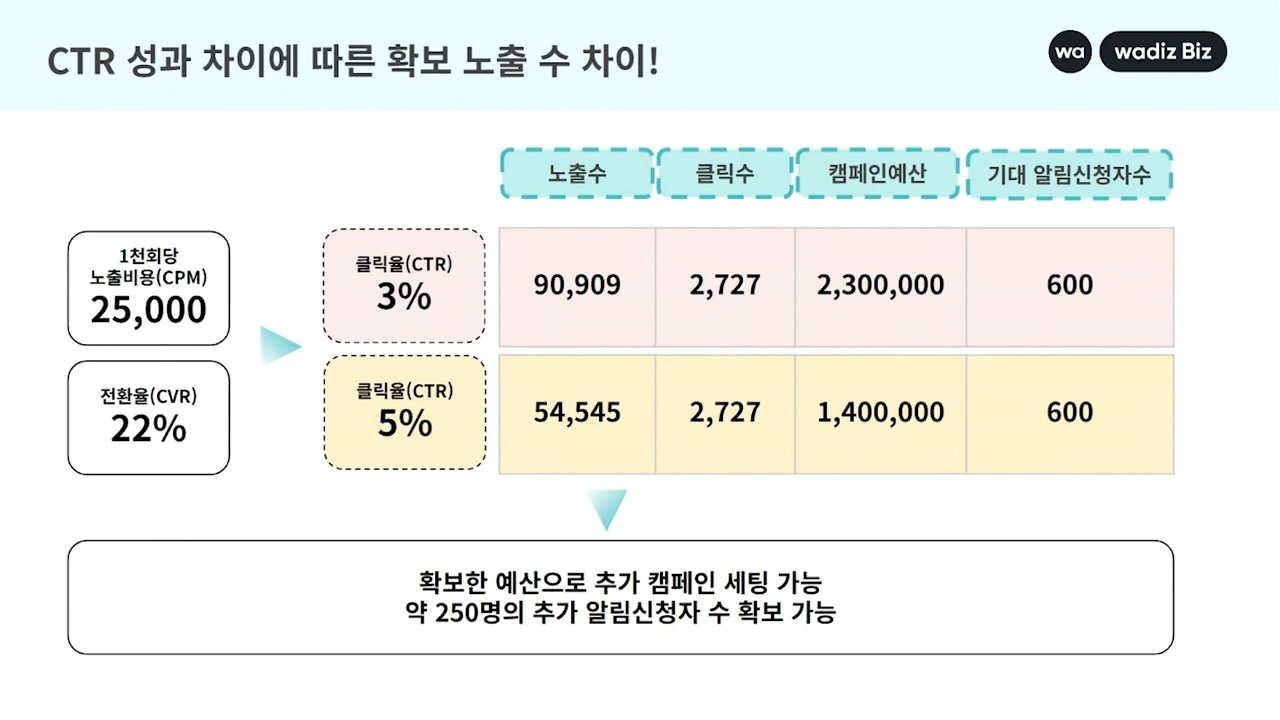 CTR 성과 차이에 따른 확보 노출 수 차이!
wa wadiz Biz
노출수 클릭수 캠페인예산 기대 알림신청자수
1천회당
노출비용(CPM)
25,000
클릭율(CTR)
3%
90,909 2,727 2,300,000 600
전환율(CVR)
22%
클릭율(CTR)
5%
54,545 2,727 1,400,000 600
확보한 예산으로 추가 캠페인 세팅 가능
약 250명의 추가 알림신청자 수 확보 가능